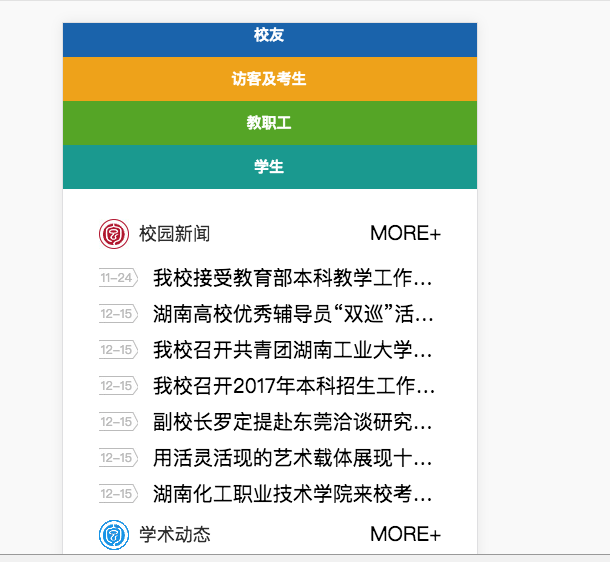 校友
访客及考生
教职工
学生
校园新闻 MORE+
11-24 我校接受教育部本科教学工作...
12-15 湖南高校优秀辅导员“双巡”活...
12-15 我校召开共青团湖南工业大学...
12-15 我校召开2017年本科招生工作...
12-15 副校长罗定提赴东莞洽谈研究...
12-15 用活灵活现的艺术载体展现十...
12-15 湖南化工职业技术学院来校考...
学术动态 MORE+